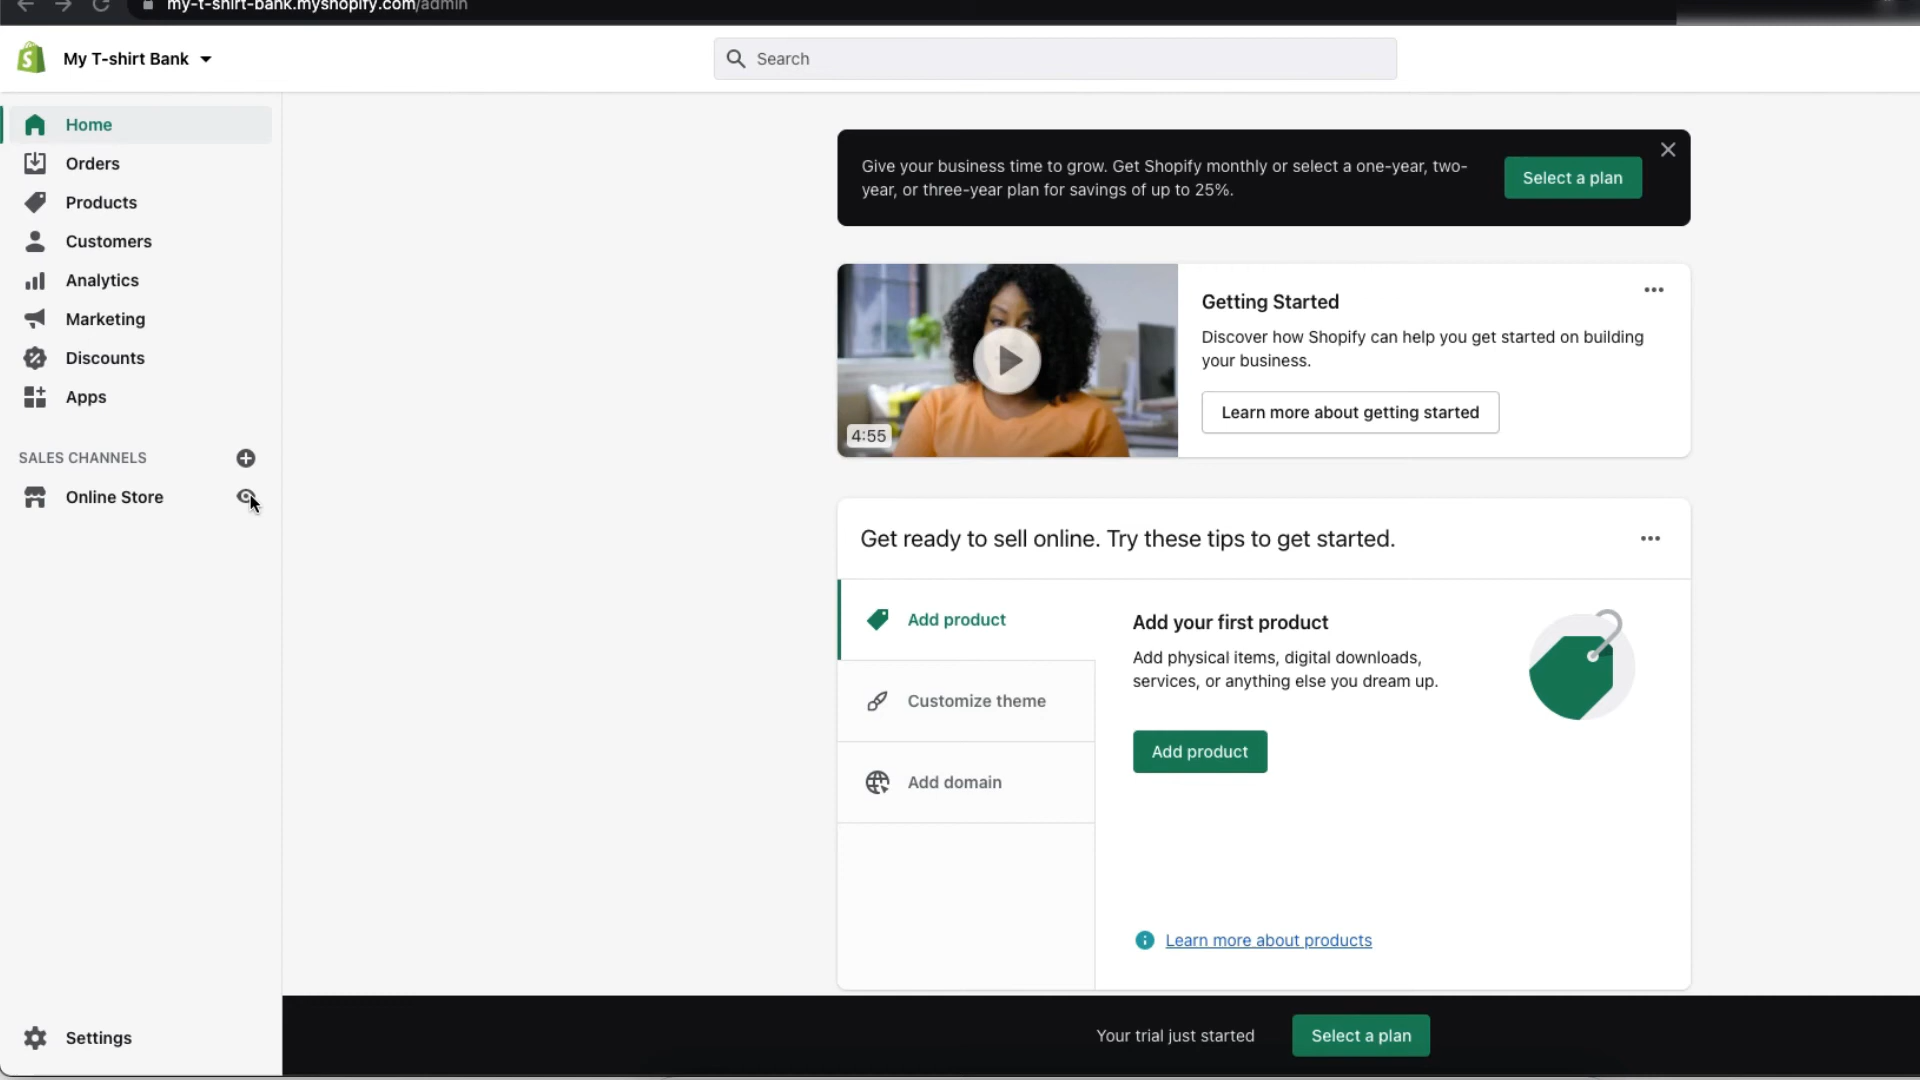 my-t-shirt-bank.myshopify.com/admin
My T-shirt Bank
Search
Home
Orders
Products
Customers
Analytics
Marketing
Discounts
Apps
SALES CHANNELS
Online Store
Settings
Give your business time to grow. Get Shopify monthly or select a one-year, two-
year, or three-year plan for savings of up to 25%.
Select a plan
4:55
Getting Started
Discover how Shopify can help you get started on building
your business.
Learn more about getting started
Get ready to sell online. Try these tips to get started.
Add product
Customize theme
Add domain
Add your first product
Add physical items, digital downloads,
services, or anything else you dream up.
Add product
Learn more about products
Your trial just started
Select a plan